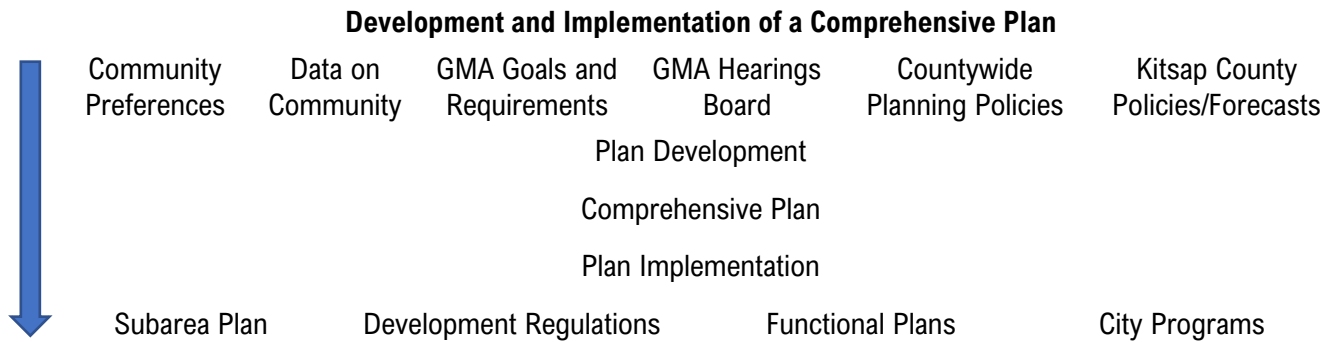 Development and Implementation of a Comprehensive Plan
Community Preferences
Data on Community
GMA Goals and Requirements
GMA Hearings Board
Countywide Planning Policies
Kitsap County Policies/Forecasts
Plan Development
Comprehensive Plan
Plan Implementation
Subarea Plan
Development Regulations
Functional Plans
City Programs